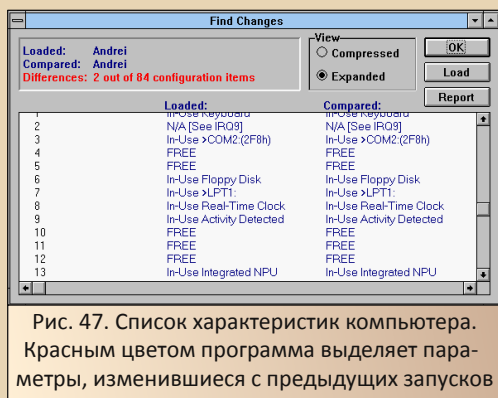 Find Changes
Loaded: Andrei
Compared: Andrei
Differences: 2 out of 84 configuration items
View
Compressed
Expanded
OK
Load
Report
Loaded: Compared:
1 In-Use Keyboard In-Use Keyboard
2 N/A [See IRQ9] N/A [See IRQ9]
3 In-Use >COM2:(2F8h) In-Use >COM2:(2F8h)
4 FREE FREE
5 FREE FREE
6 In-Use Floppy Disk In-Use Floppy Disk
7 In-Use >LPT1: In-Use >LPT1:
8 In-Use Real-Time Clock In-Use Real-Time Clock
9 In-Use Activity Detected In-Use Activity Detected
10 FREE FREE
11 FREE FREE
12 FREE FREE
13 In-Use Integrated NPU In-Use Integrated NPU
Рис. 47. Список характеристик компьютера.
Красным цветом программа выделяет пара-
метры, изменившиеся с предыдущих запусков